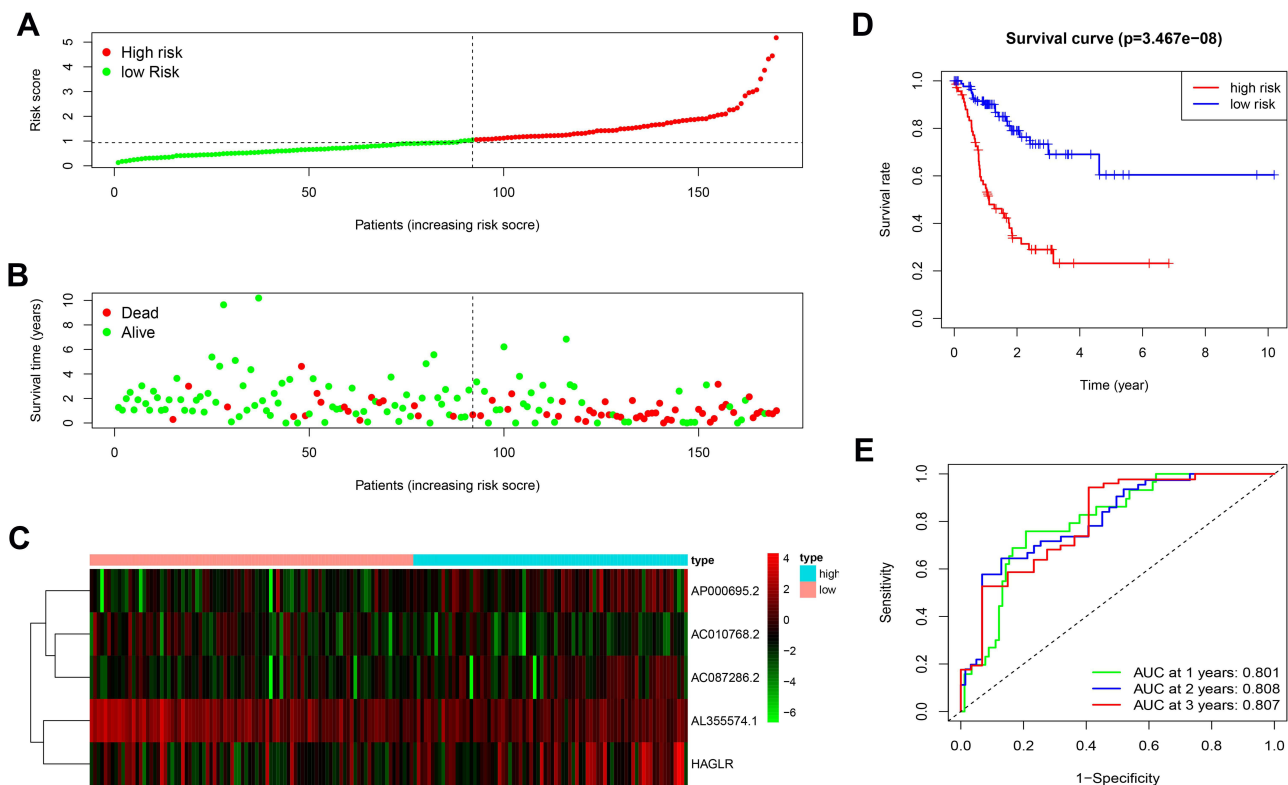 A
High risk
low Risk
Risk score
0 1 2 3 4 5
0 50 100 150
Patients (increasing risk socre)
B
Dead
Alive
Survival time (years)
0 2 4 6 8 10
0 50 100 150
Patients (increasing risk socre)
C
type
AP000695.2
AC010768.2
AC087286.2
AL355574.1
HAGLR
4
2
0
−2
−4
−6
type
high
low
D
Survival curve (p=3.467e−08)
high risk
low risk
Survival rate
0.0 0.2 0.4 0.6 0.8 1.0
0 2 4 6 8 10
Time (year)
E
Sensitivity
0.0 0.2 0.4 0.6 0.8 1.0
AUC at 1 years: 0.801
AUC at 2 years: 0.808
AUC at 3 years: 0.807
0.0 0.2 0.4 0.6 0.8 1.0
1−Specificity